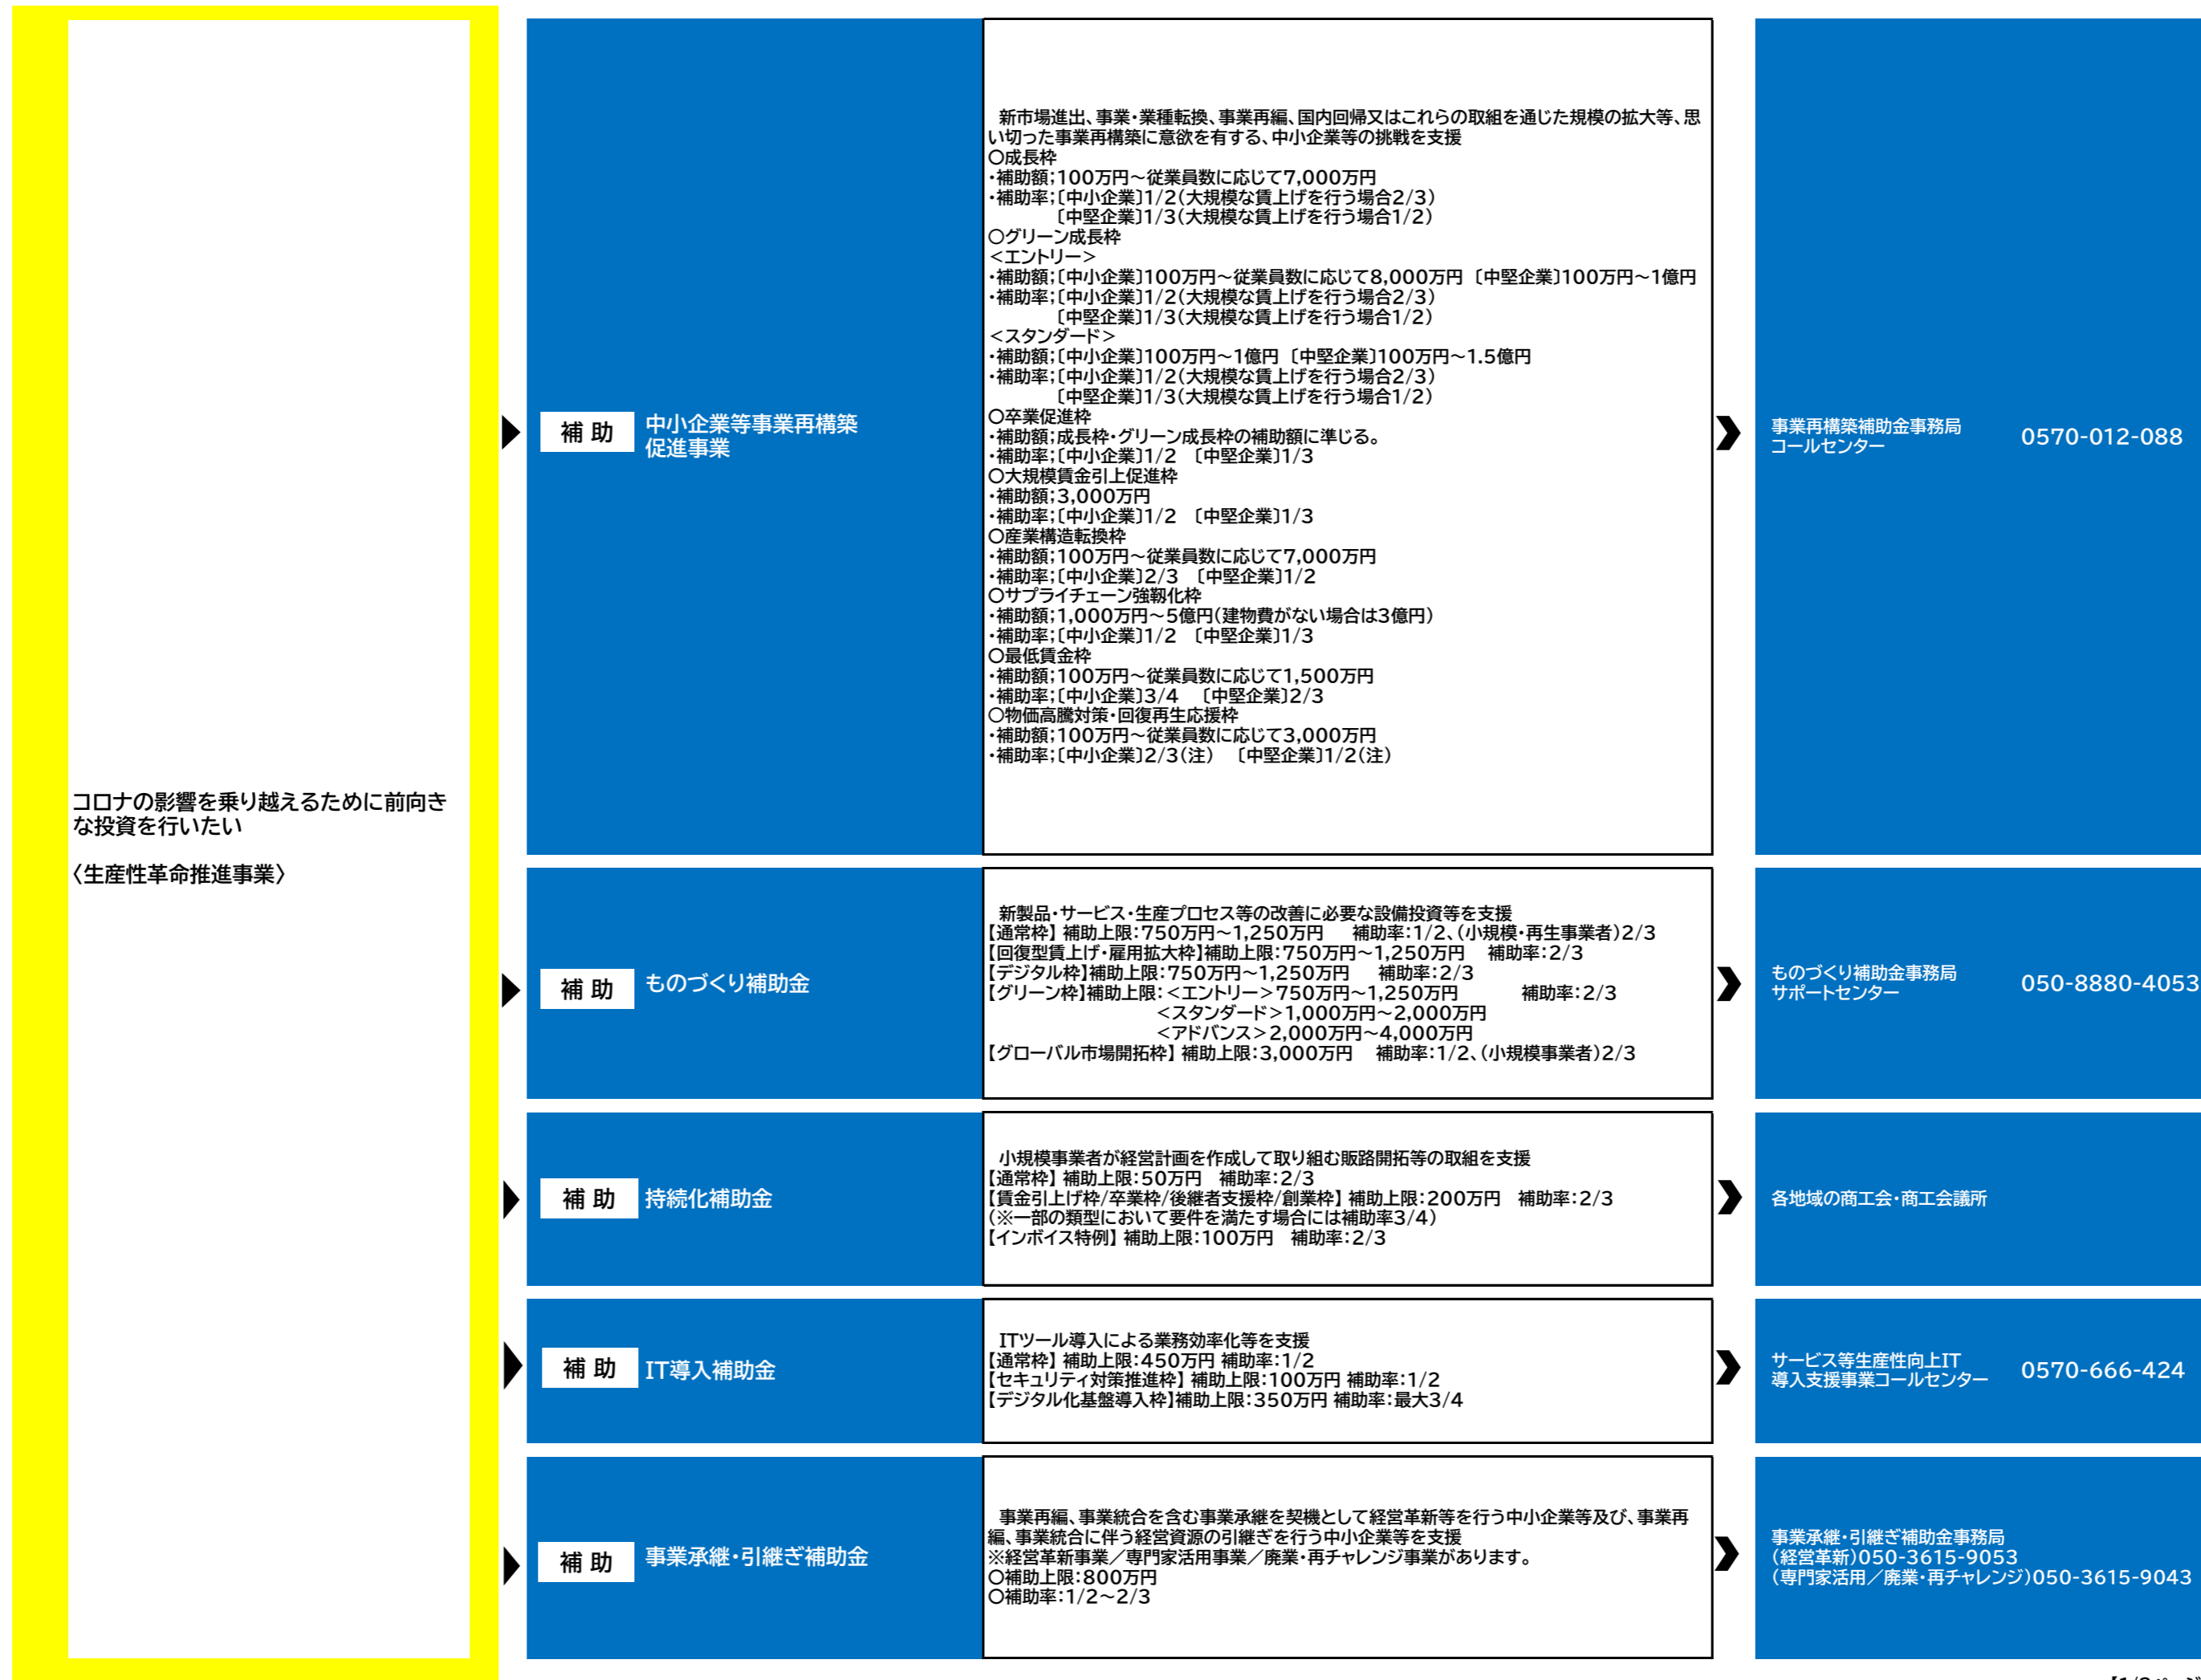 コロナの影響を乗り越えるために前向き
な投資を行いたい
〈生産性革命推進事業〉
補 助
中小企業等事業再構築
促進事業
新市場進出、事業・業種転換、事業再編、国内回帰又はこれらの取組を通じた規模の拡大等、思
い切った事業再構築に意欲を有する、中小企業等の挑戦を支援
〇成長枠
・補助額;100万円～従業員数に応じて7,000万円
・補助率;〔中小企業〕1/2(大規模な賃上げを行う場合2/3)
〔中堅企業〕1/3(大規模な賃上げを行う場合1/2)
〇グリーン成長枠
＜エントリー＞
・補助額;〔中小企業〕100万円～従業員数に応じて8,000万円 〔中堅企業〕100万円～1億円
・補助率;〔中小企業〕1/2(大規模な賃上げを行う場合2/3)
〔中堅企業〕1/3(大規模な賃上げを行う場合1/2)
＜スタンダード＞
・補助額;〔中小企業〕100万円～1億円 〔中堅企業〕100万円～1.5億円
・補助率;〔中小企業〕1/2(大規模な賃上げを行う場合2/3)
〔中堅企業〕1/3(大規模な賃上げを行う場合1/2)
〇卒業促進枠
・補助額;成長枠・グリーン成長枠の補助額に準じる。
・補助率;〔中小企業〕1/2 〔中堅企業〕1/3
〇大規模賃金引上促進枠
・補助額;3,000万円
・補助率;〔中小企業〕1/2 〔中堅企業〕1/3
〇産業構造転換枠
・補助額;100万円～従業員数に応じて7,000万円
・補助率;〔中小企業〕2/3 〔中堅企業〕1/2
〇サプライチェーン強靱化枠
・補助額;1,000万円～5億円(建物費がない場合は3億円)
・補助率;〔中小企業〕1/2 〔中堅企業〕1/3
〇最低賃金枠
・補助額;100万円～従業員数に応じて1,500万円
・補助率;〔中小企業〕3/4 〔中堅企業〕2/3
〇物価高騰対策・回復再生応援枠
・補助額;100万円～従業員数に応じて3,000万円
・補助率;〔中小企業〕2/3(注) 〔中堅企業〕1/2(注)
事業再構築補助金事務局
コールセンター
0570-012-088
補 助
ものづくり補助金
新製品・サービス・生産プロセス等の改善に必要な設備投資等を支援
【通常枠】 補助上限:750万円～1,250万円 補助率:1/2、(小規模・再生事業者)2/3
【回復型賃上げ・雇用拡大枠】補助上限:750万円～1,250万円 補助率:2/3
【デジタル枠】補助上限:750万円～1,250万円 補助率:2/3
【グリーン枠】補助上限:＜エントリー＞750万円～1,250万円 補助率:2/3
＜スタンダード＞1,000万円～2,000万円
＜アドバンス＞2,000万円～4,000万円
【グローバル市場開拓枠】 補助上限:3,000万円 補助率:1/2、(小規模事業者)2/3
ものづくり補助金事務局
サポートセンター
050-8880-4053
補 助
持続化補助金
小規模事業者が経営計画を作成して取り組む販路開拓等の取組を支援
【通常枠】 補助上限:50万円 補助率:2/3
【賃金引上げ枠/卒業枠/後継者支援枠/創業枠】 補助上限:200万円 補助率:2/3
(※一部の類型において要件を満たす場合には補助率3/4)
【インボイス特例】 補助上限:100万円 補助率:2/3
各地域の商工会・商工会議所
補 助
IT導入補助金
ITツール導入による業務効率化等を支援
【通常枠】 補助上限:450万円 補助率:1/2
【セキュリティ対策推進枠】 補助上限:100万円 補助率:1/2
【デジタル化基盤導入枠】補助上限:350万円 補助率:最大3/4
サービス等生産性向上IT
導入支援事業コールセンター
0570-666-424
補 助
事業承継・引継ぎ補助金
事業再編、事業統合を含む事業承継を契機として経営革新等を行う中小企業等及び、事業再
編、事業統合に伴う経営資源の引継ぎを行う中小企業等を支援
※経営革新事業／専門家活用事業／廃業・再チャレンジ事業があります。
〇補助上限:800万円
〇補助率:1/2～2/3
事業承継・引継ぎ補助金事務局
(経営革新)050-3615-9053
(専門家活用／廃業・再チャレンジ)050-3615-9043